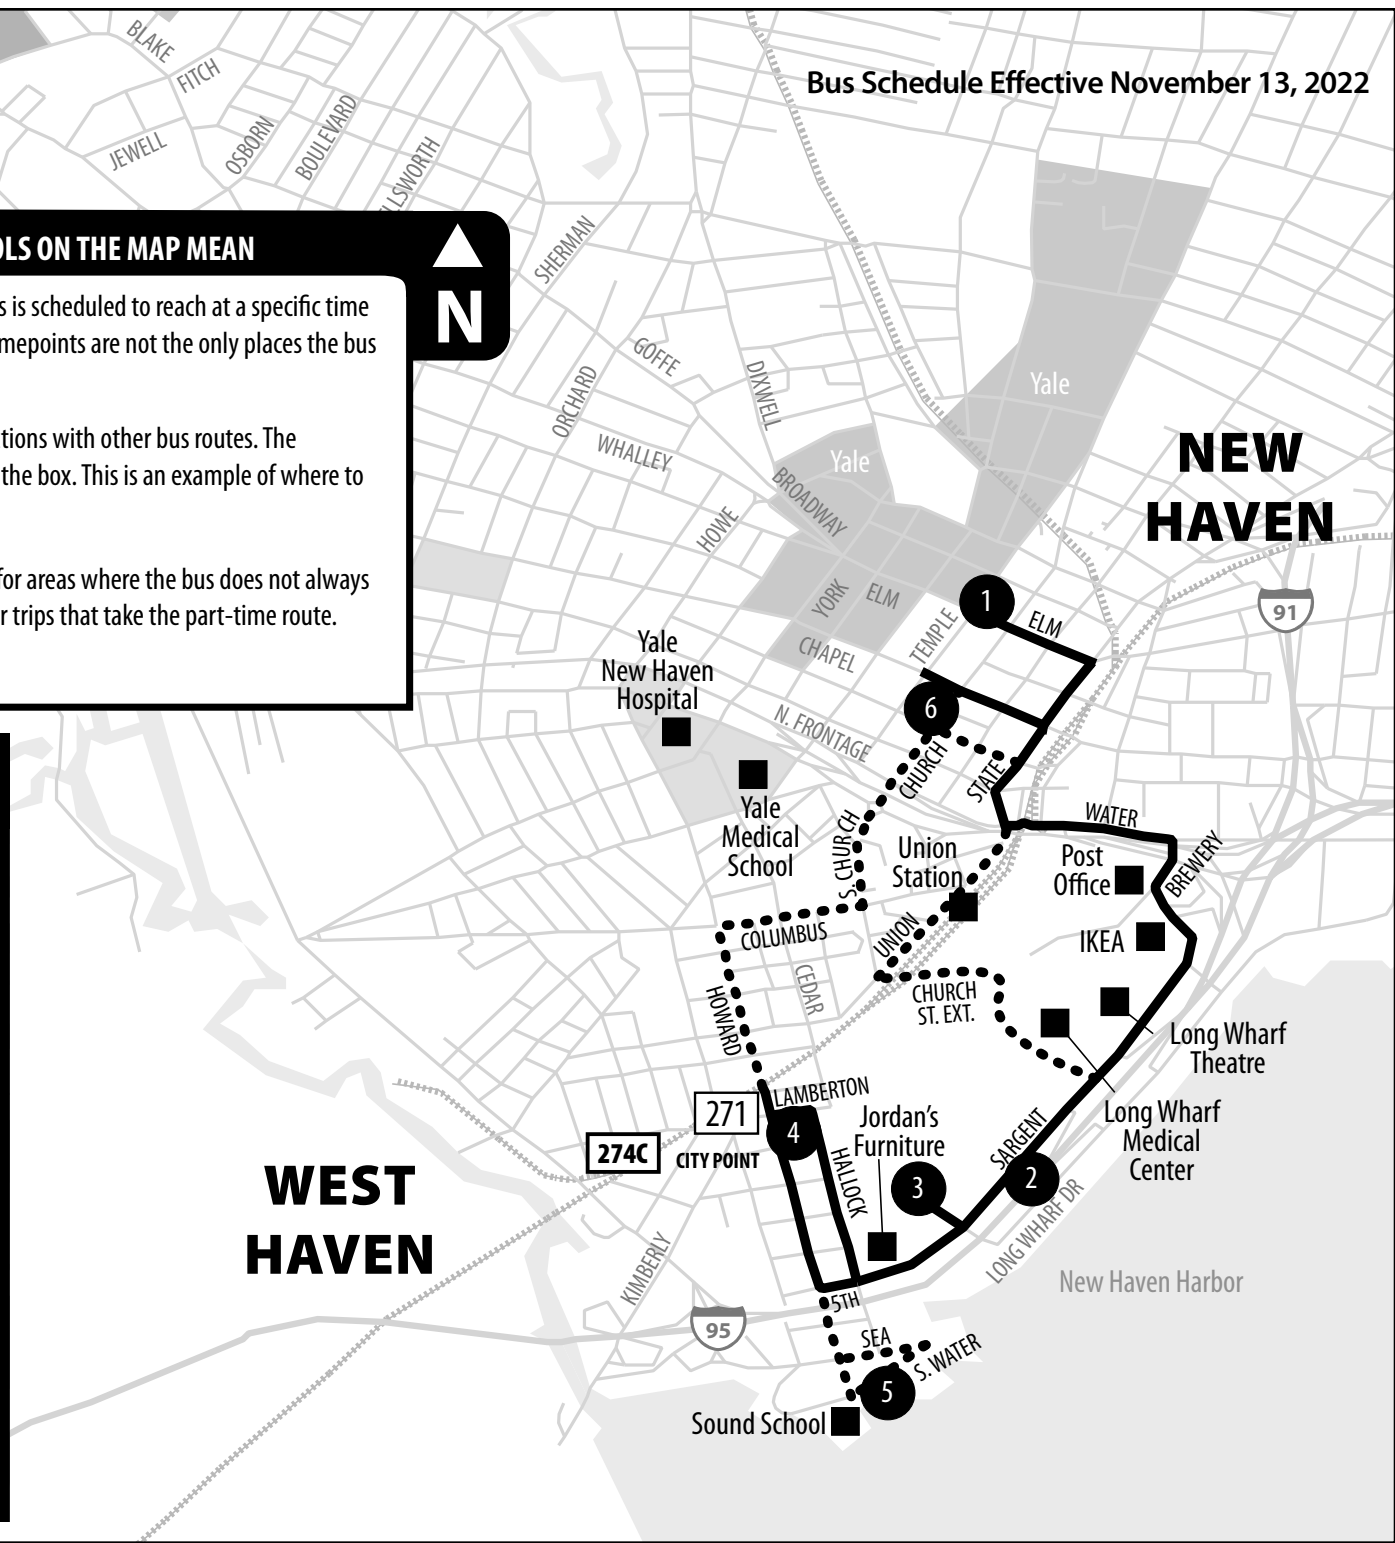 Bus Schedule Effective November 13, 2022
BLAKE
FITCH
JEWELL
OSBORN
BOULEVARD
LLSWORTH
SHERMAN
OLS ON THE MAP MEAN
N
s is scheduled to reach at a specific time
mepoints are not the only places the bus
tions with other bus routes. The
the box. This is an example of where to
for areas where the bus does not always
r trips that take the part-time route.
GOFFE
ORCHARD
DIXWELL
WHALLEY
Yale
Yale
BROADWAY
HOWE
NEW
HAVEN
91
YORK
ELM
TEMPLE
1
ELM
CHAPEL
Yale
New Haven
Hospital
6
N. FRONTAGE
CHURCH
STATE
Yale
Medical
School
S. CHURCH
Union
Station
WATER
Post
Office
BREWERY
IKEA
COLUMBUS
UNION
CEDAR
HOWARD
CHURCH
ST. EXT.
Long Wharf
Theatre
LAMBERTON
271
4
274C
CITY POINT
Jordan's
Furniture
HALLOCK
Long Wharf
Medical
Center
SARGENT
3
2
LONG WHARF DR
WEST
HAVEN
KIMBERLY
New Haven Harbor
95
5TH
SEA
S. WATER
5
Sound School